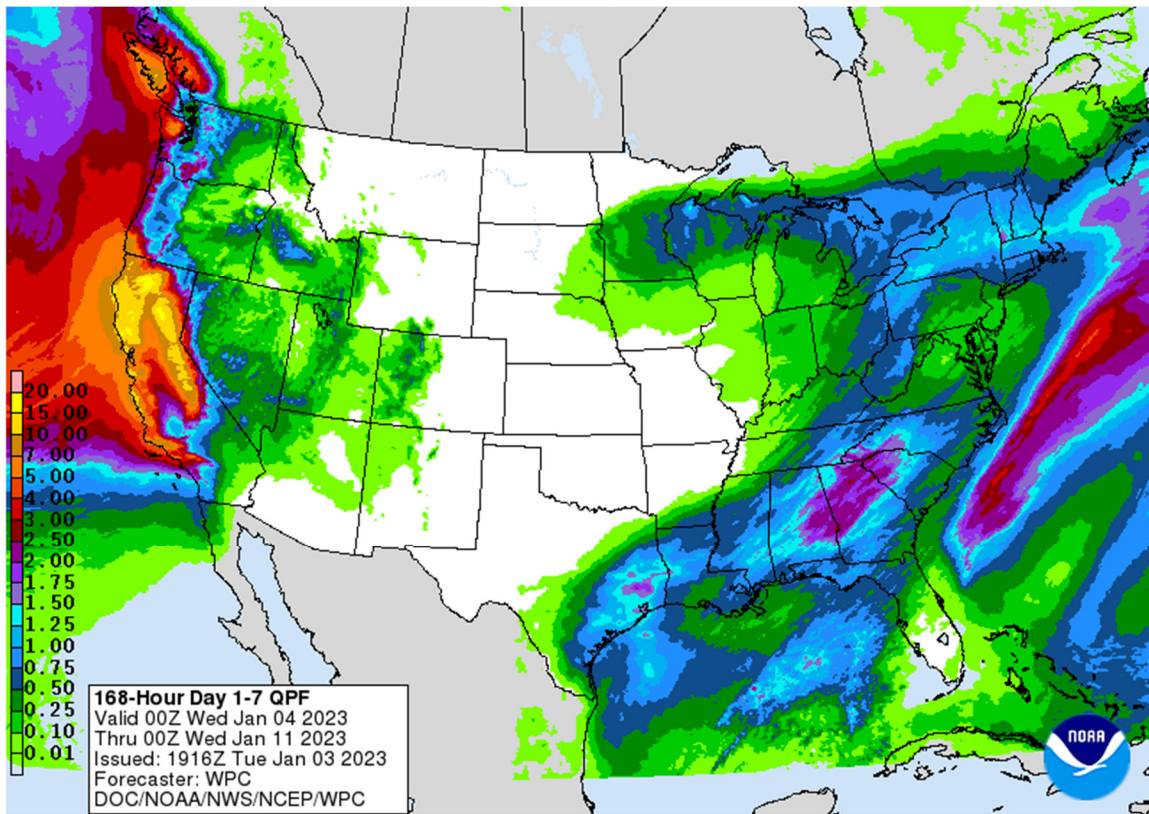 20.00
15.00
10.00
7.00
5.00
4.00
3.00
2.50
2.00
1.75
1.50
1.25
1.00
0.75
0.50
0.25
0.10
0.01
168-Hour Day 1-7 QPF
Valid 00Z Wed Jan 04 2023
Thru 00Z Wed Jan 11 2023
Issued: 1916Z Tue Jan 03 2023
Forecaster: WPC
DOC/NOAA/NWS/NCEP/WPC
NOAA